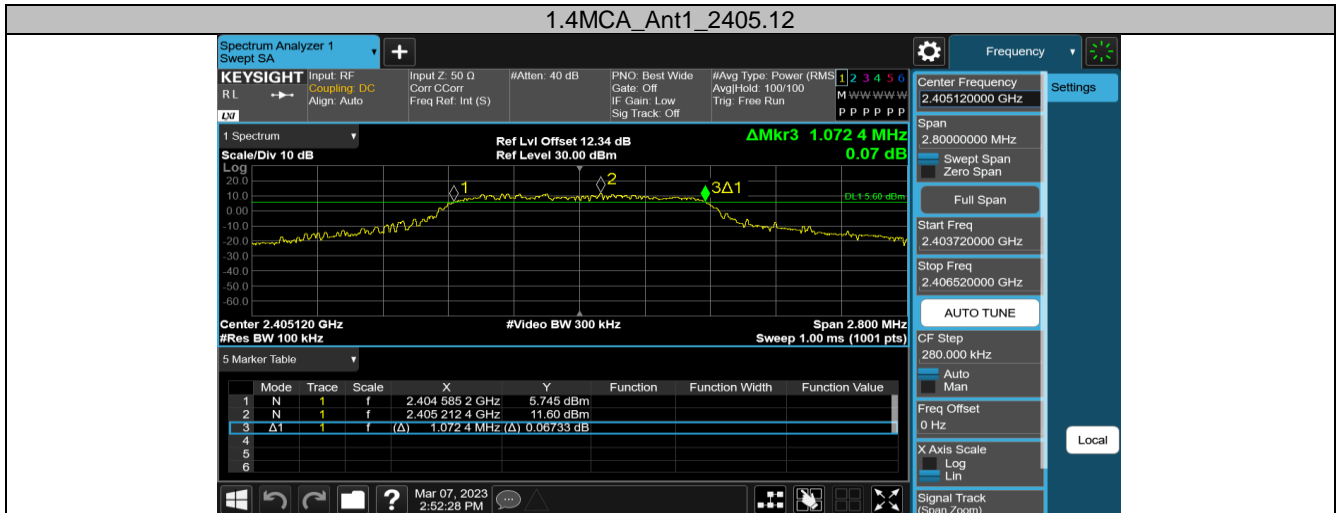 1.4MCA_Ant1_2405.12
Spectrum Analyzer 1
Swept SA
Frequency
KEYSIGHT
RL
LXI
Input: RF
Coupling: DC
Align: Auto
Input Z: 50 Ω
Corr CCorr
Freq Ref: Int (S)
#Atten: 40 dB
PNO: Best Wide
Gate: Off
IF Gain: Low
Sig Track: Off
#Avg Type: Power (RMS
Avg|Hold: 100/100
Trig: Free Run
1 2 3 4 5 6
M W W W W W
P P P P P P
1 Spectrum
Scale/Div 10 dB
Ref Lvl Offset 12.34 dB
Ref Level 30.00 dBm
ΔMkr3 1.072 4 MHz
0.07 dB
Log
20.0
10.0
0.00
-10.0
-20.0
-30.0
-40.0
-50.0
-60.0
1
2
3Δ1
DL1 5.60 dBm
Center 2.405120 GHz
#Res BW 100 kHz
#Video BW 300 kHz
Span 2.800 MHz
Sweep 1.00 ms (1001 pts)
5 Marker Table
Mode Trace Scale X Y Function Function Width Function Value
1 N 1 f 2.404 585 2 GHz 5.745 dBm
2 N 1 f 2.405 212 4 GHz 11.60 dBm
3 Δ1 1 f (Δ) 1.072 4 MHz (Δ) 0.06733 dB
4
5
6
Mar 07, 2023
2:52:28 PM
Center Frequency
2.405120000 GHz
Settings
Span
2.80000000 MHz
Swept Span
Zero Span
Full Span
Start Freq
2.403720000 GHz
Stop Freq
2.406520000 GHz
AUTO TUNE
CF Step
280.000 kHz
Auto
Man
Freq Offset
0 Hz
X Axis Scale
Log
Lin
Signal Track
(Span Zoom)
Local